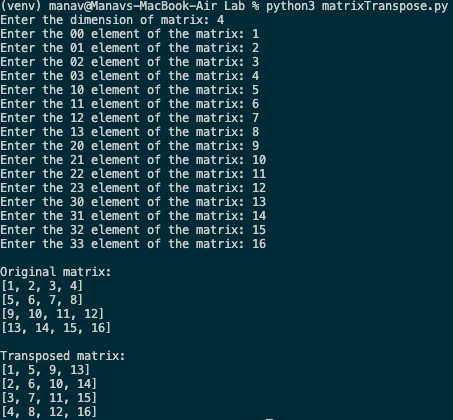 (venv) manav@Manavs-MacBook-Air Lab % python3 matrixTranspose.py
Enter the dimension of matrix: 4
Enter the 00 element of the matrix: 1
Enter the 01 element of the matrix: 2
Enter the 02 element of the matrix: 3
Enter the 03 element of the matrix: 4
Enter the 10 element of the matrix: 5
Enter the 11 element of the matrix: 6
Enter the 12 element of the matrix: 7
Enter the 13 element of the matrix: 8
Enter the 20 element of the matrix: 9
Enter the 21 element of the matrix: 10
Enter the 22 element of the matrix: 11
Enter the 23 element of the matrix: 12
Enter the 30 element of the matrix: 13
Enter the 31 element of the matrix: 14
Enter the 32 element of the matrix: 15
Enter the 33 element of the matrix: 16
Original matrix:
[1, 2, 3, 4]
[5, 6, 7, 8]
[9, 10, 11, 12]
[13, 14, 15, 16]
Transposed matrix:
[1, 5, 9, 13]
[2, 6, 10, 14]
[3, 7, 11, 15]
[4, 8, 12, 16]